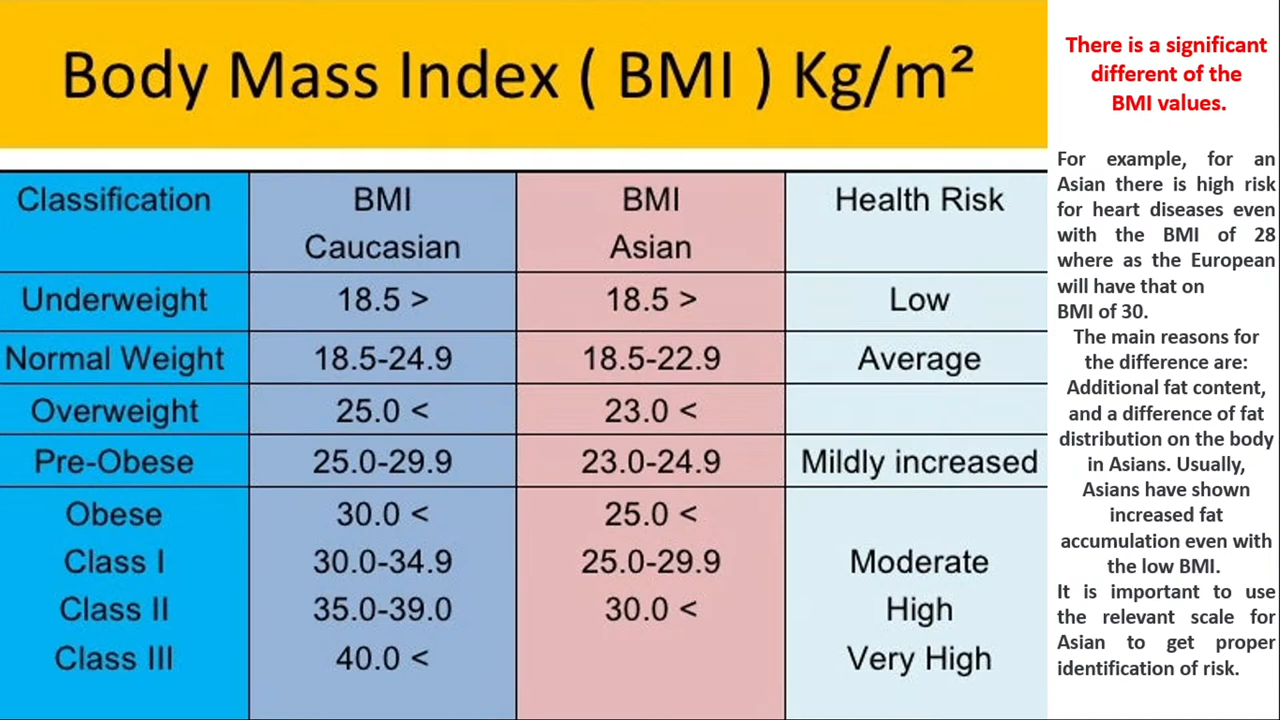 Body Mass Index ( BMI ) Kg/m²
Classification BMI Caucasian BMI Asian Health Risk
Underweight 18.5 > 18.5 > Low
Normal Weight 18.5-24.9 18.5-22.9 Average
Overweight 25.0 < 23.0 <
Pre-Obese 25.0-29.9 23.0-24.9 Mildly increased
Obese 30.0 < 25.0 <
Class I 30.0-34.9 25.0-29.9 Moderate
Class II 35.0-39.0 30.0 < High
Class III 40.0 < Very High
There is a significant
different of the
BMI values.
For example, for an
Asian there is high risk
for heart diseases even
with the BMI of 28
where as the European
will have that on
BMI of 30.
The main reasons for
the difference are:
Additional fat content,
and a difference of fat
distribution on the body
in Asians. Usually,
Asians have shown
increased fat
accumulation even with
the low BMI.
It is important to use
the relevant scale for
Asian to get proper
identification of risk.